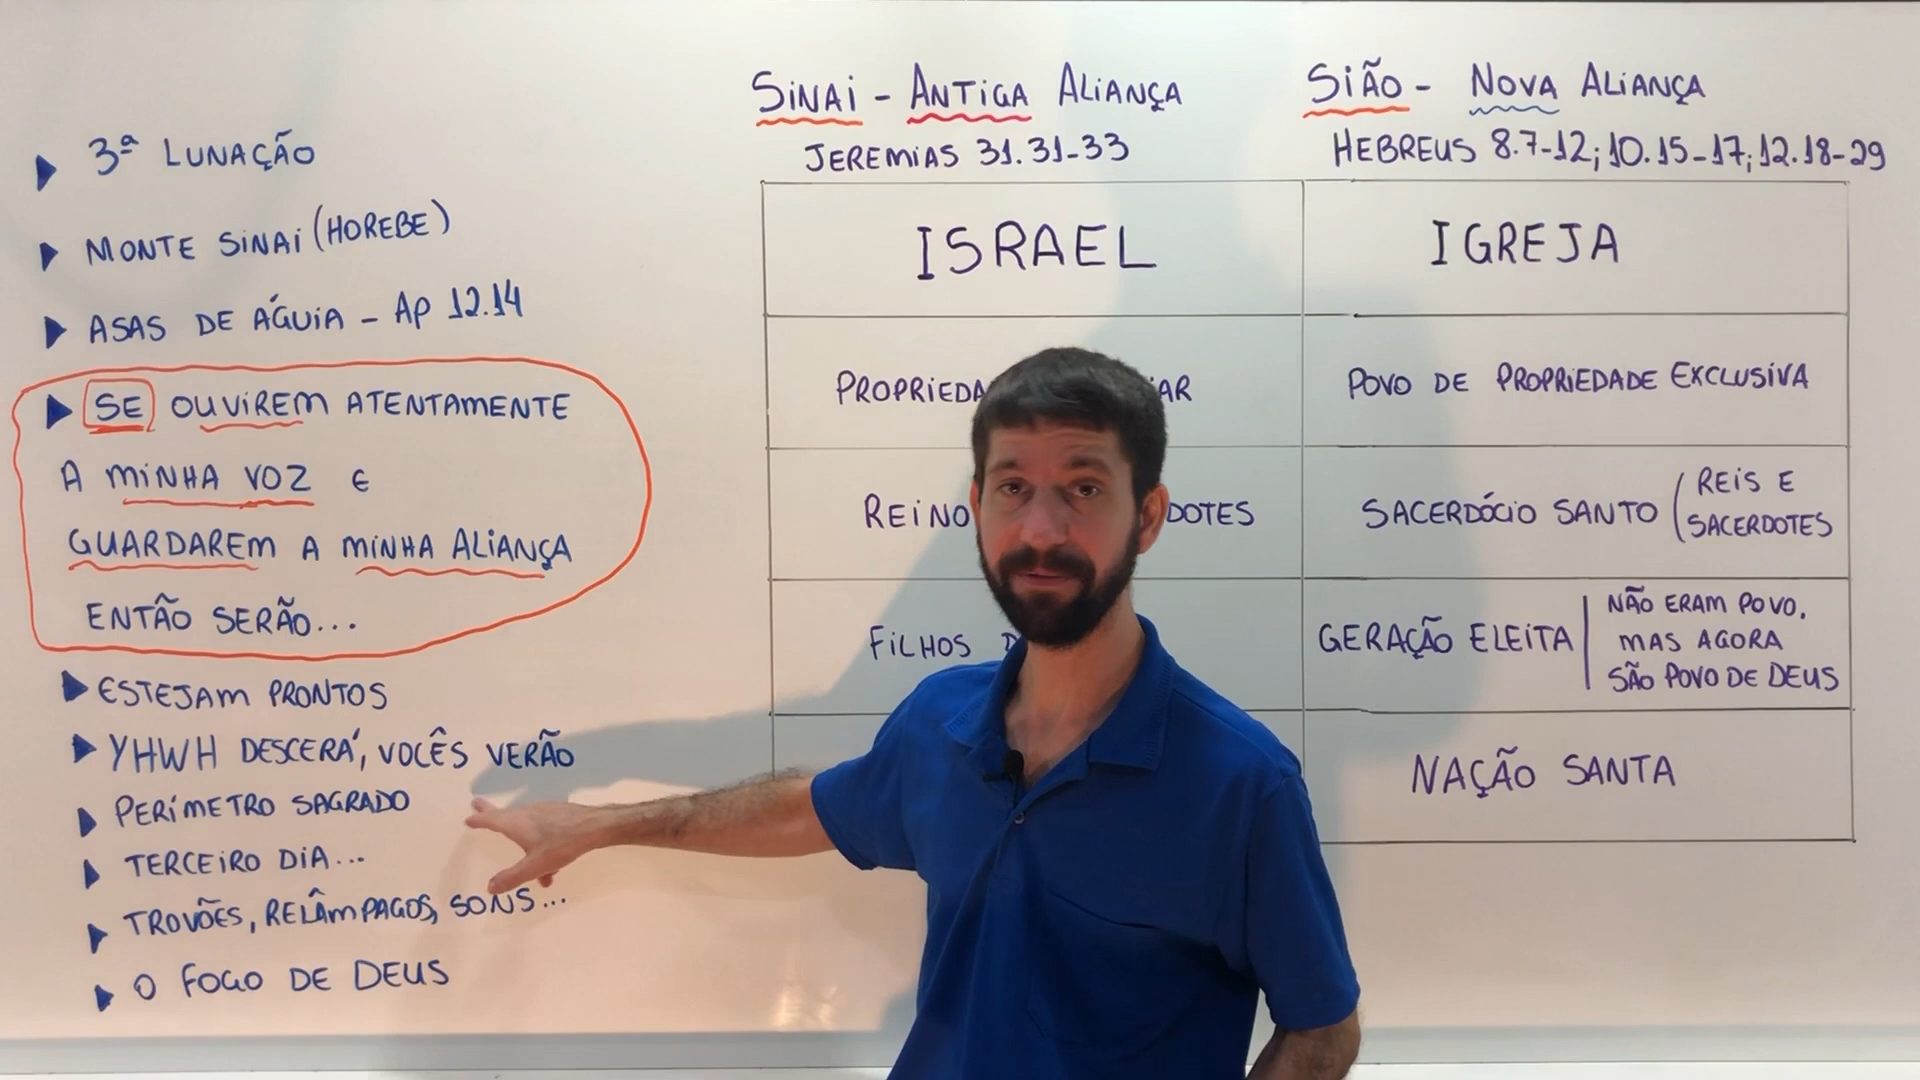 3ª LUNAÇÃO
MONTE SINAI (HOREBE)
ASAS DE ÁGUIA - AP 12.14
SE OUVIREM ATENTAMENTE
A MINHA VOZ E
GUARDAREM A MINHA ALIANÇA
ENTÃO SERÃO...
ESTEJAM PRONTOS
YHWH DESCERÁ, VOCÊS VERÃO
PERÍMETRO SAGRADO
TERCEIRO DIA...
TROVÕES, RELÂMPAGOS, SONS...
O FOGO DE DEUS
SINAI - ANTIGA ALIANÇA
JEREMIAS 31.31-33
SIÃO - NOVA ALIANÇA
HEBREUS 8.7-12; 10.15-17; 12.18-29
ISRAEL
IGREJA
POVO DE PROPRIEDADE EXCLUSIVA
REINO
SACERDÓCIO SANTO (REIS E
SACERDOTES
FILHOS
GERAÇÃO ELEITA
NÃO ERAM POVO,
MAS AGORA
SÃO POVO DE DEUS
NAÇÃO SANTA